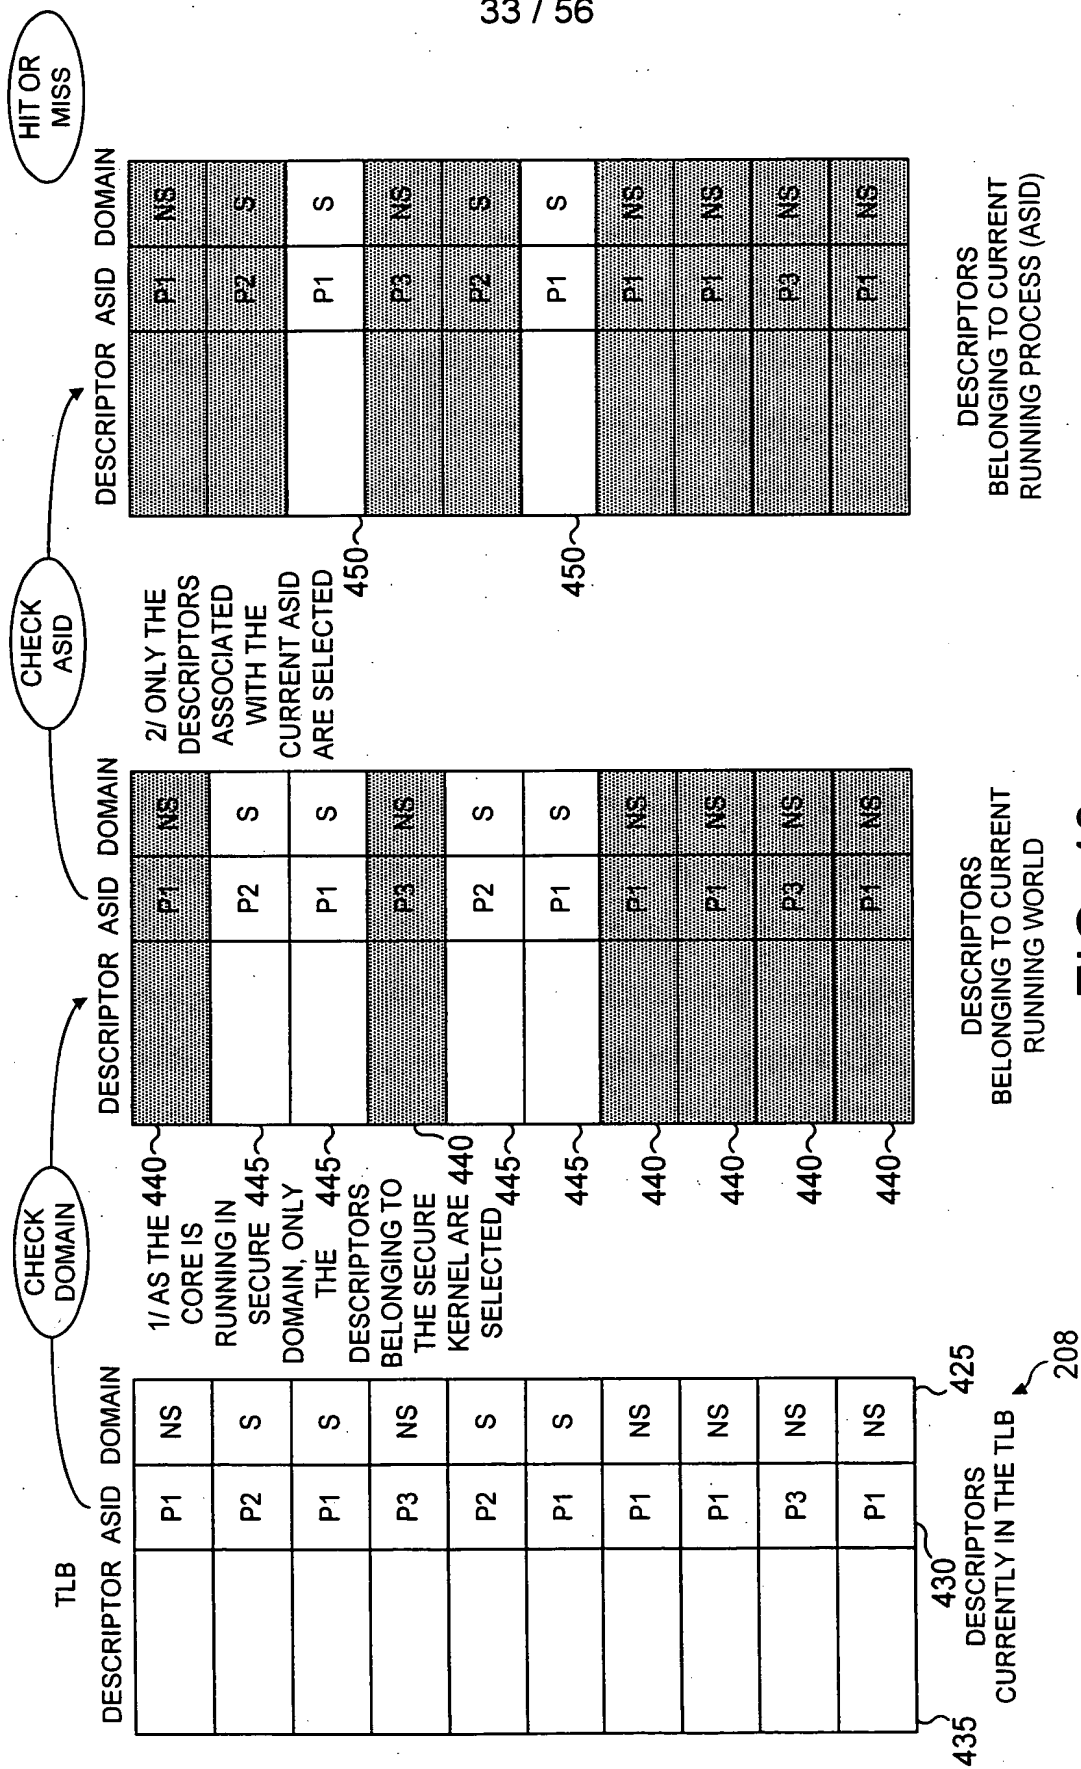 33 / 56
TLB
DESCRIPTOR ASID DOMAIN
P1 NS
P2 S
P1 S
P3 NS
P2 S
P1 S
P1 NS
P1 NS
P3 NS
P1 NS
435
430
425
DESCRIPTORS
CURRENTLY IN THE TLB
208
CHECK
DOMAIN
1/ AS THE
CORE IS
RUNNING IN
SECURE
DOMAIN, ONLY
THE
DESCRIPTORS
BELONGING TO
THE SECURE
KERNEL ARE
SELECTED
440
445
445
440
445
445
440
440
440
440
DESCRIPTOR ASID DOMAIN
P1 NS
P2 S
P1 S
P3 NS
P2 S
P1 S
P1 NS
P1 NS
P3 NS
P1 NS
DESCRIPTORS
BELONGING TO CURRENT
RUNNING WORLD
CHECK
ASID
2/ ONLY THE
DESCRIPTORS
ASSOCIATED
WITH THE
CURRENT ASID
ARE SELECTED
450
450
DESCRIPTOR ASID DOMAIN
P1 NS
P2 S
P1 S
P3 NS
P2 S
P1 S
P1 NS
P1 NS
P3 NS
P1 NS
DESCRIPTORS
BELONGING TO CURRENT
RUNNING PROCESS (ASID)
HIT OR
MISS